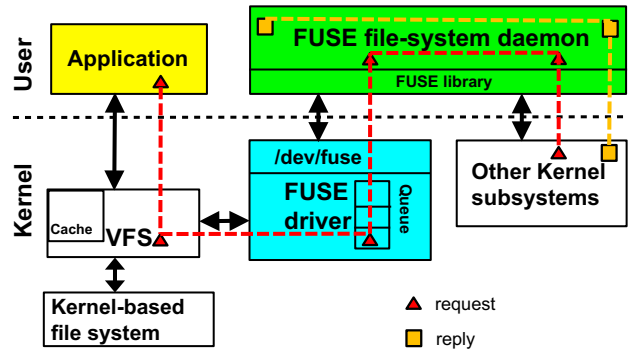 User
Application
FUSE file-system daemon
FUSE library
Kernel
Cache
VFS
/dev/fuse
FUSE
driver
Queue
Other Kernel
subsystems
Kernel-based
file system
request
reply